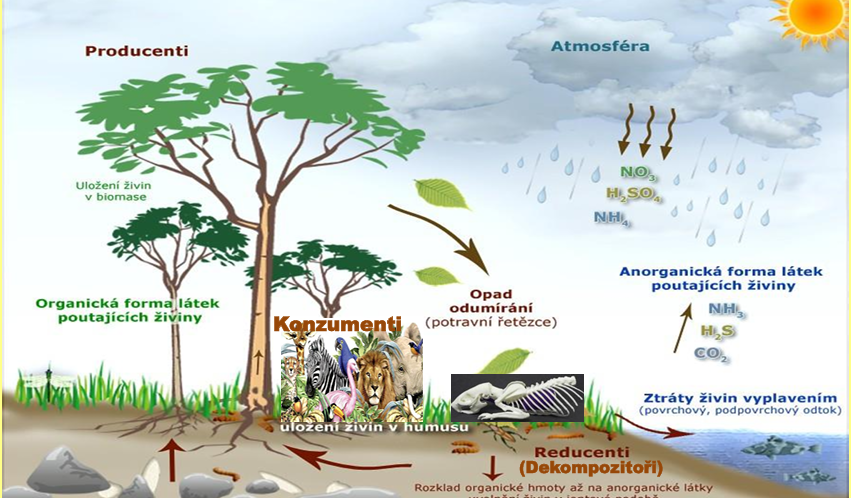 Producenti
Atmosféra
Uložení živin
v biomase
NO3
H2SO4
NH4
Organická forma látek
poutajících živiny
Opad
odumírání
(potravní řetězce)
Anorganická forma látek
poutajících živiny
NH3
H2S
CO2
Konzumenti
Ztráty živin vyplavením
(povrchový, podpovrchový odtok)
uložení živin v humusu
Reducenti
(Dekompozitoři)
Rozklad organické hmoty až na anorganické látky
živin v